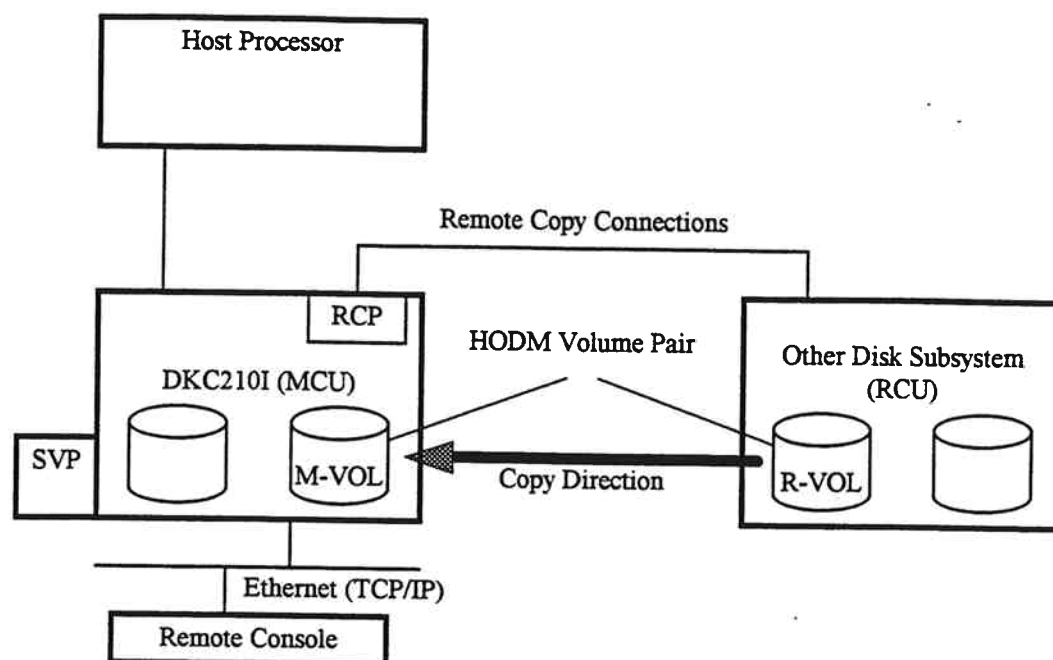 Host Processor
Remote Copy Connections
RCP
HODM Volume Pair
Other Disk Subsystem
(RCU)
DKC210I (MCU)
SVP
M-VOL
Copy Direction
R-VOL
Ethernet (TCP/IP)
Remote Console